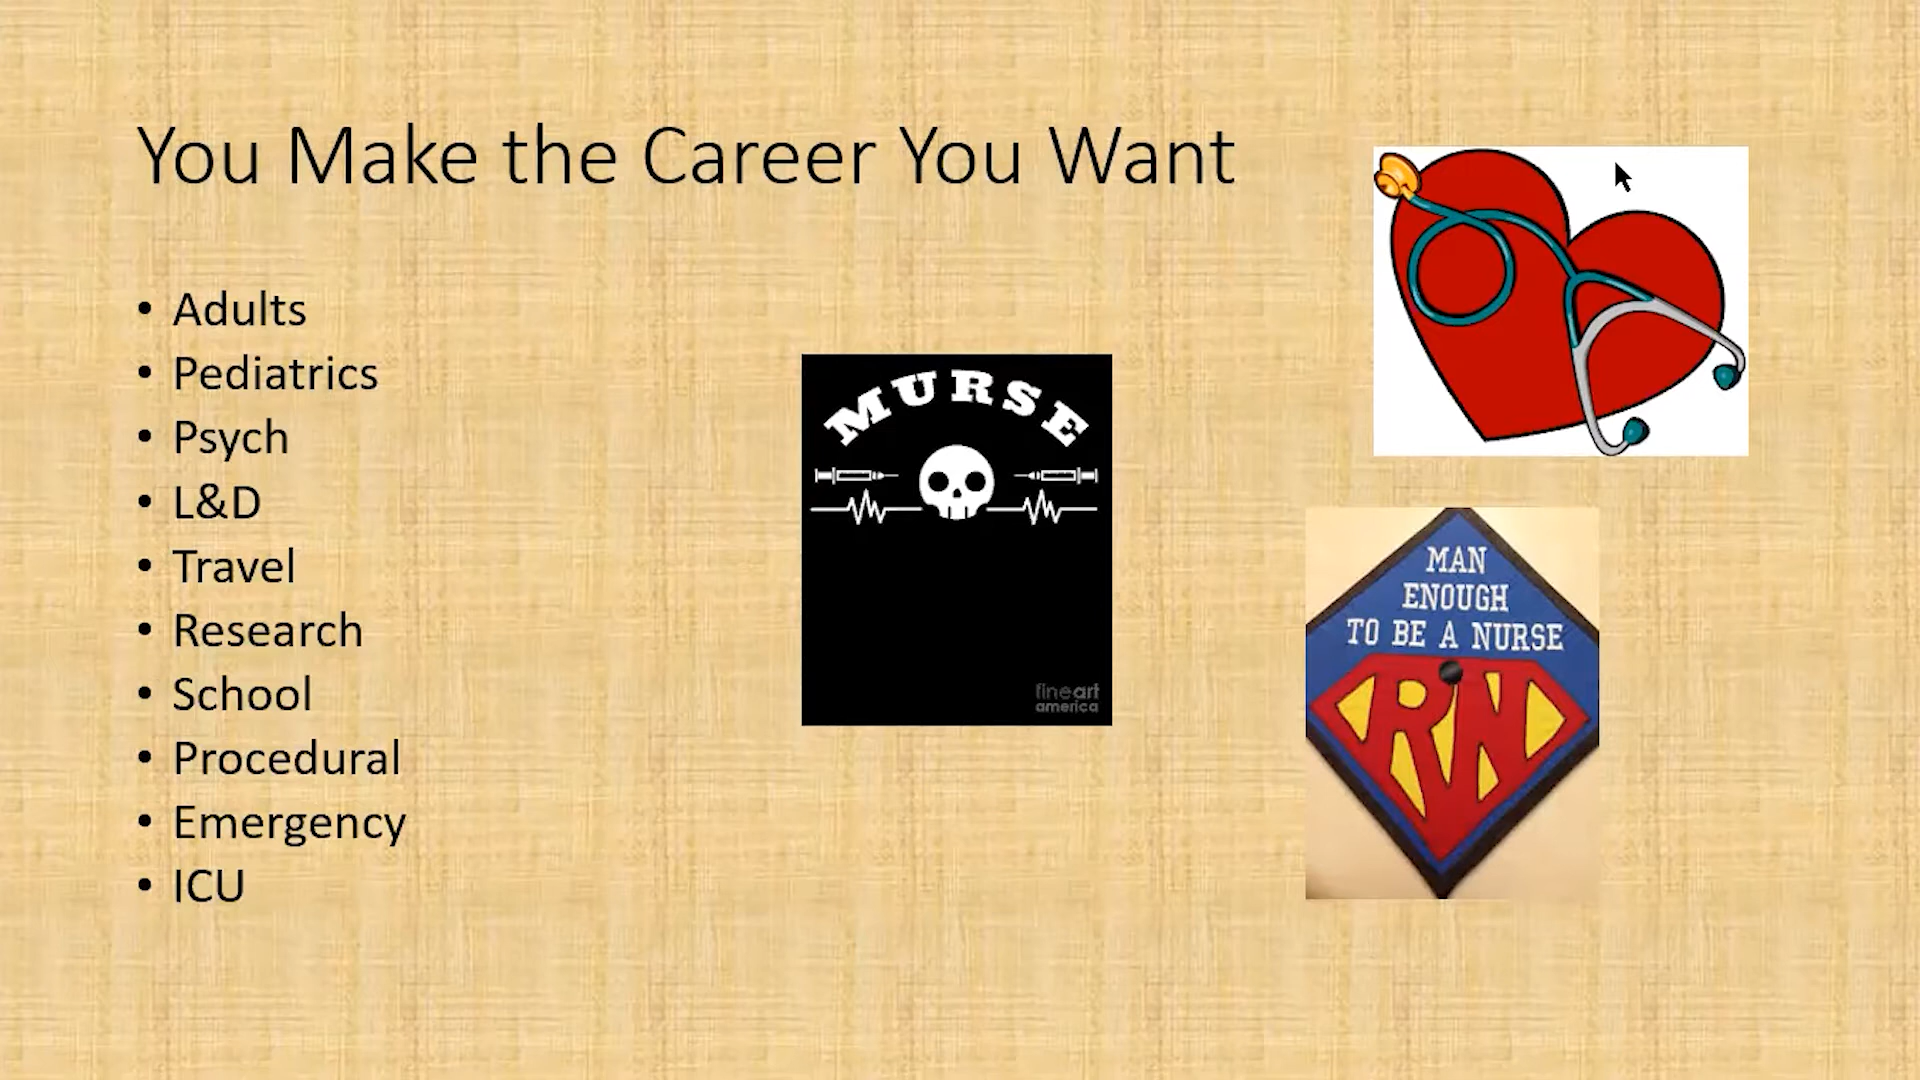 You Make the Career You Want
• Adults
• Pediatrics
• Psych
• L&D
• Travel
• Research
• School
• Procedural
• Emergency
• ICU
MURSE
fineart
america
MAN
ENOUGH
TO BE A NURSE
RN